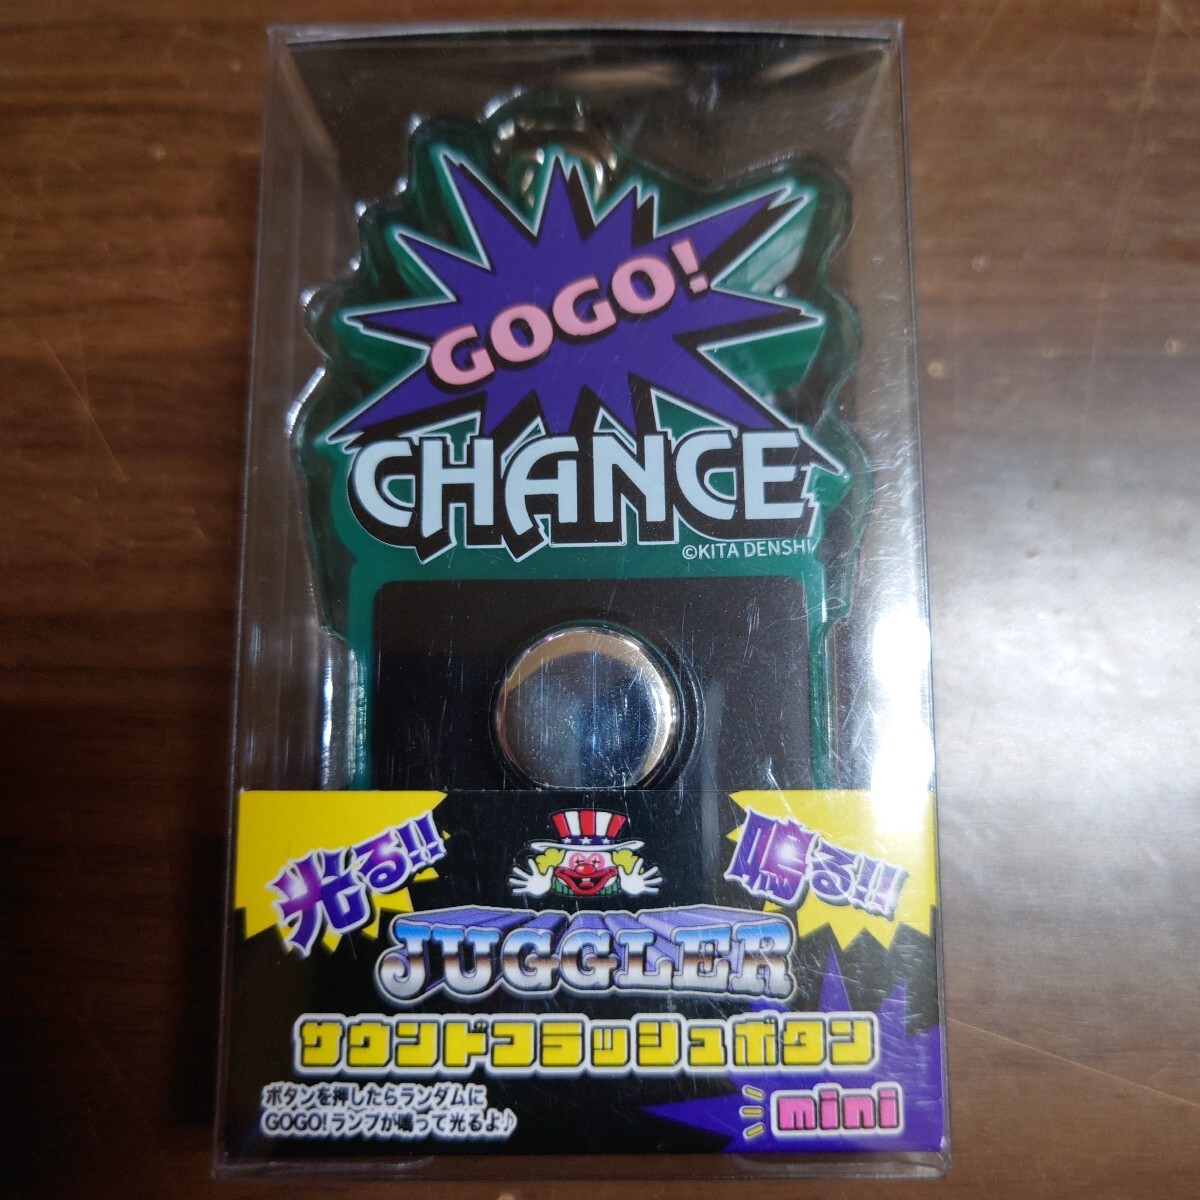 GOGO!
CHANCE
©KITA DENSHI
光る!!
鳴る!!
JUGGLER
サウンドフラッシュボタン
mini
ボタンを押したらランダムに
GOGO!ランプが鳴って光るよ♪